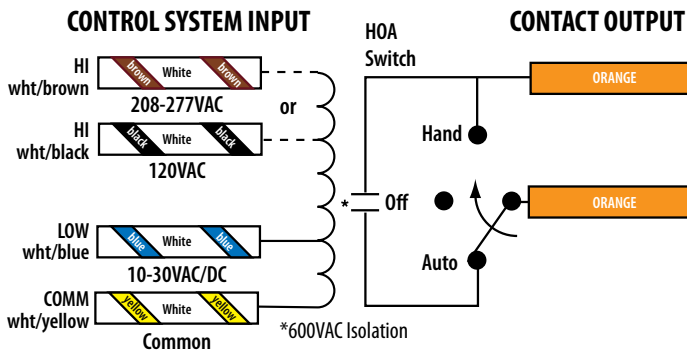 CONTROL SYSTEM INPUT
CONTACT OUTPUT
HI
wht/brown
brown White brown
208-277VAC
or
HI
wht/black
black White black
120VAC
LOW
wht/blue
blue White blue
10-30VAC/DC
COMM
wht/yellow
yellow White yellow
Common
*600VAC Isolation
HOA
Switch
Hand
* Off
Auto
ORANGE
ORANGE